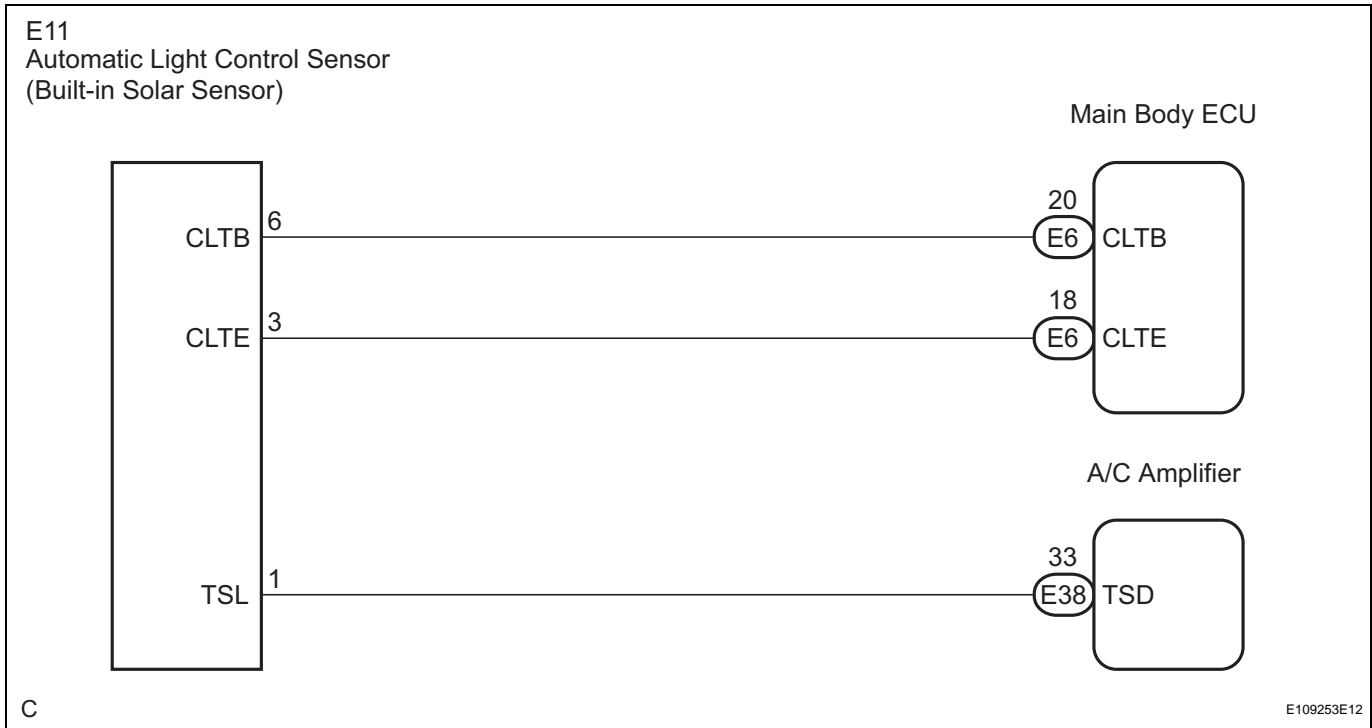 E11
Automatic Light Control Sensor
(Built-in Solar Sensor)
Main Body ECU
CLTB
6
20
E6
CLTB
CLTE
3
18
E6
CLTE
A/C Amplifier
TSL
1
33
E38
TSD
C
E109253E12